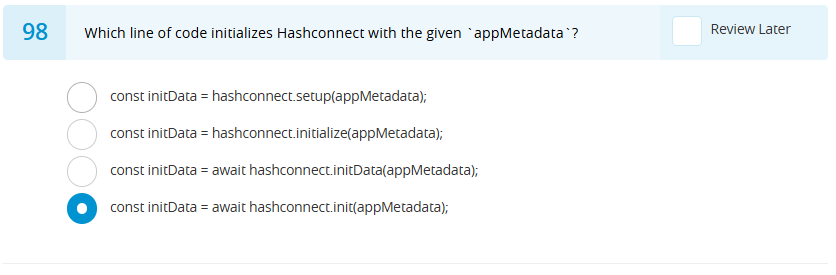 98 Which line of code initializes Hashconnect with the given `appMetadata`? Review Later
const initData = hashconnect.setup(appMetadata);
const initData = hashconnect.initialize(appMetadata);
const initData = await hashconnect.initData(appMetadata);
const initData = await hashconnect.init(appMetadata);